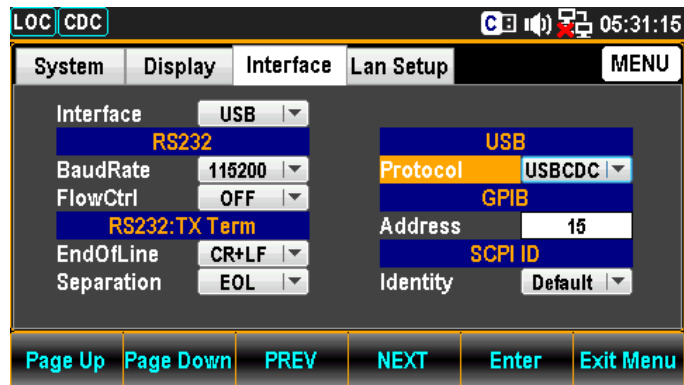 LOC CDC C 05:31:15
System Display Interface Lan Setup MENU
Interface USB
RS232 USB
BaudRate 115200 Protocol USBCDC
FlowCtrl OFF GPIB
RS232:TX Term Address 15
EndOfLine CR+LF SCPI ID
Separation EOL Identity Default
Page Up Page Down PREV NEXT Enter Exit Menu